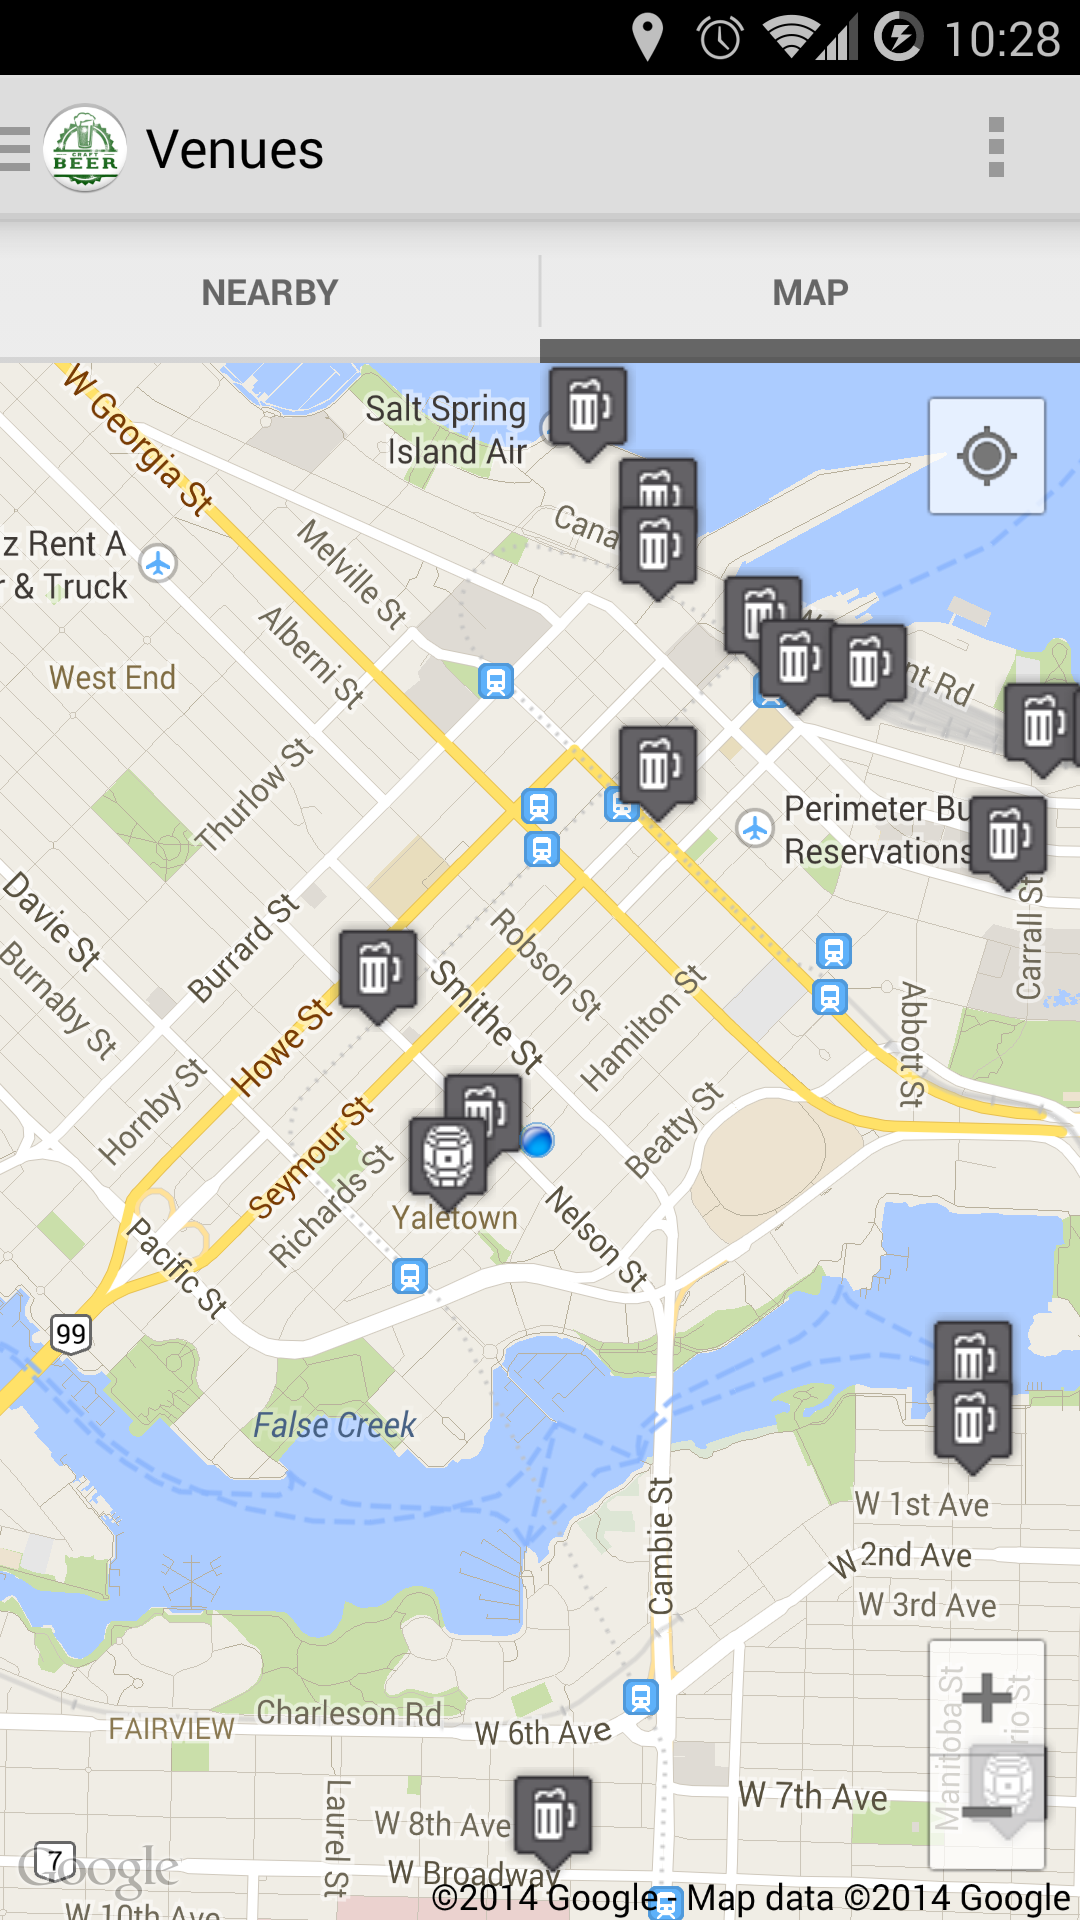 10:28
CRAFT
BEER
Venues
NEARBY
MAP
W Georgia St
Salt Spring
Island Air
Cana
z Rent A
r & Truck
Melville St
Alberni St
West End
nt Rd
Thurlow St
Perimeter Bu
Reservations
Davie St
Burnaby St
Burrard St
Robson St
Smithe St
Hamilton St
Carrall St
Abbott St
Howe St
Hornby St
Seymour St
Richards St
Beatty St
Yaletown
Nelson St
Pacific St
99
False Creek
Cambie St
W 1st Ave
W 2nd Ave
W 3rd Ave
Manitoba St
rio St
Charleson Rd
FAIRVIEW
W 6th Ave
W 7th Ave
Laurel St
W 8th Ave
W Broadway
7
Google
W 10th Ave
©2014 Google - Map data ©2014 Google